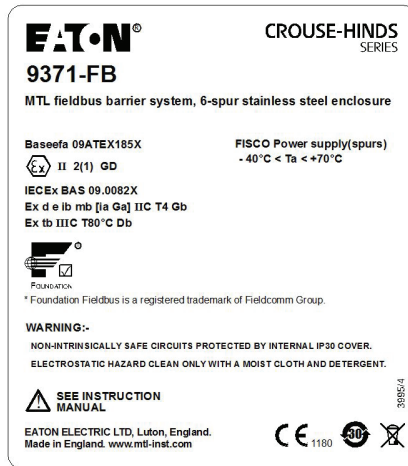 EATON®
CROUSE-HINDS
SERIES
9371-FB
MTL fieldbus barrier system, 6-spur stainless steel enclosure
Baseefa 09ATEX185X
FISCO Power supply(spurs)
- 40°C < Ta < +70°C
Ex II 2(1) GD
IECEx BAS 09.0082X
Ex d e ib mb [ia Ga] IIC T4 Gb
Ex tb IIIC T80°C Db
F ®
FOUNDATION
* Foundation Fieldbus is a registered trademark of Fieldcomm Group.
WARNING:-
NON-INTRINSICALLY SAFE CIRCUITS PROTECTED BY INTERNAL IP30 COVER.
ELECTROSTATIC HAZARD CLEAN ONLY WITH A MOIST CLOTH AND DETERGENT.
SEE INSTRUCTION
MANUAL
3995/4
EATON ELECTRIC LTD, Luton, England.
Made in England. www.mtl-inst.com
CE 1180
30